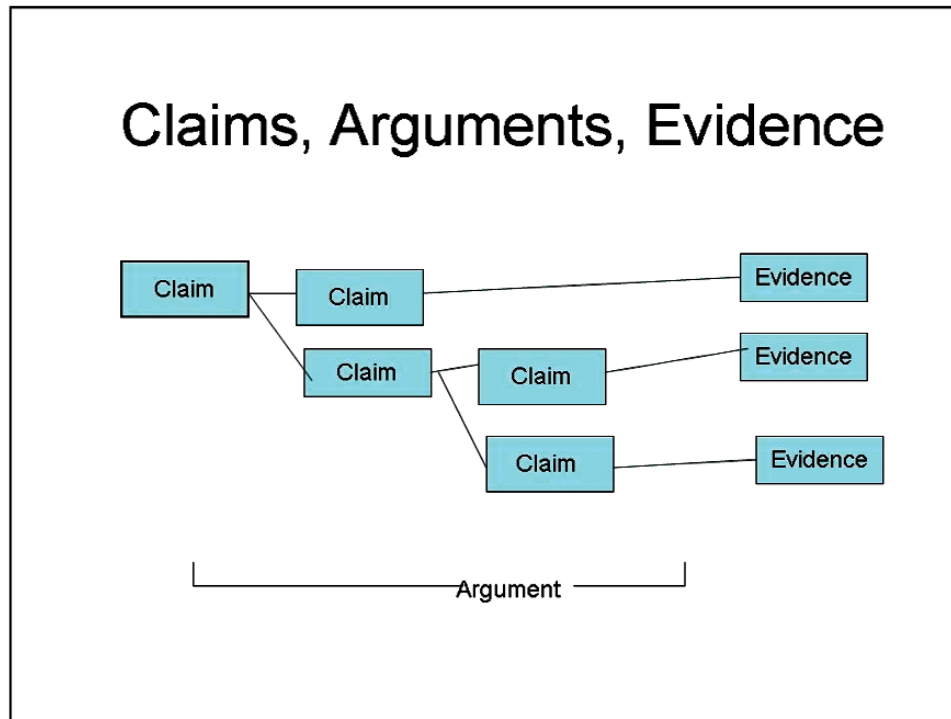 Claims, Arguments, Evidence
Claim
Claim
Evidence
Claim
Claim
Evidence
Claim
Evidence
Argument